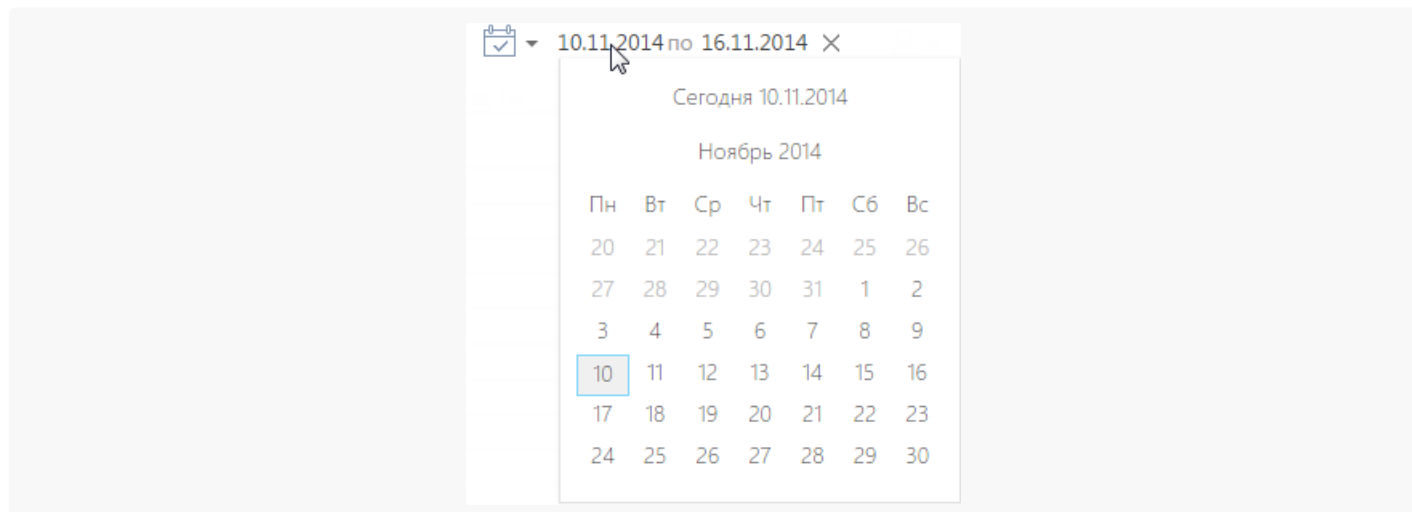 10.11.2014 по 16.11.2014
Сегодня 10.11.2014
Ноябрь 2014
Пн Вт Ср Чт Пт Сб Вс
20 21 22 23 24 25 26
27 28 29 30 31 1 2
3 4 5 6 7 8 9
10 11 12 13 14 15 16
17 18 19 20 21 22 23
24 25 26 27 28 29 30